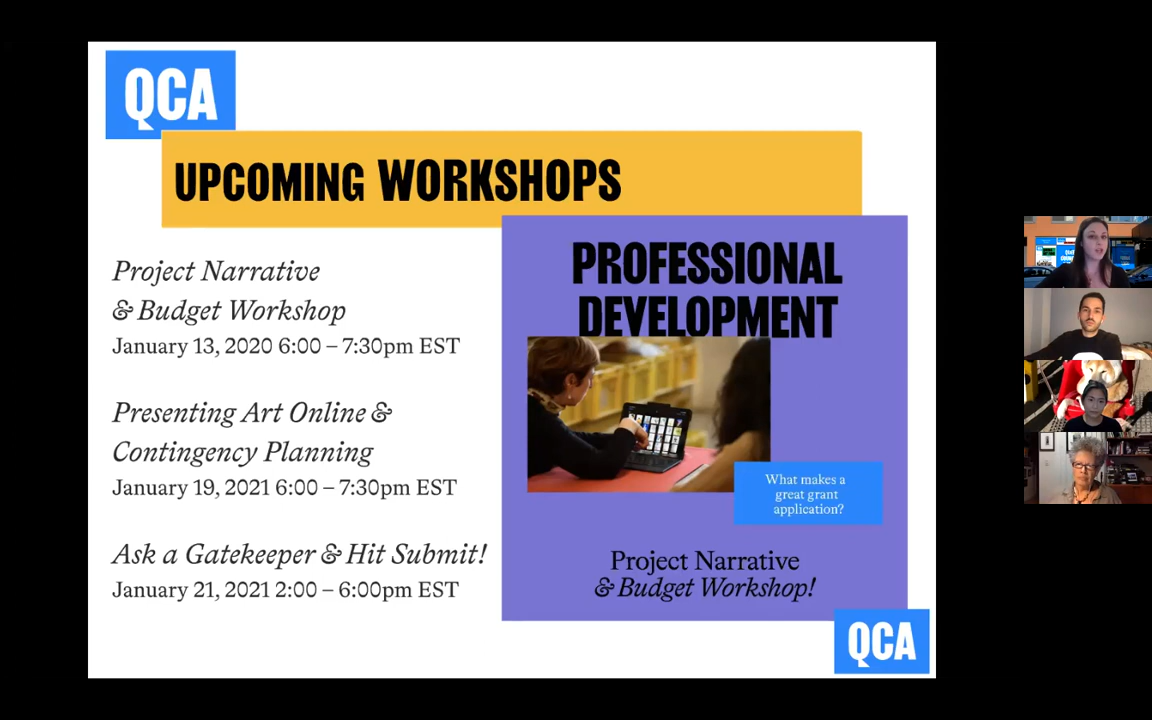 QCA
UPCOMING WORKSHOPS
Project Narrative
& Budget Workshop
January 13, 2020 6:00 – 7:30pm EST
Presenting Art Online &
Contingency Planning
January 19, 2021 6:00 – 7:30pm EST
Ask a Gatekeeper & Hit Submit!
January 21, 2021 2:00 – 6:00pm EST
PROFESSIONAL
DEVELOPMENT
What makes a
great grant
application?
Project Narrative
& Budget Workshop!
QCA